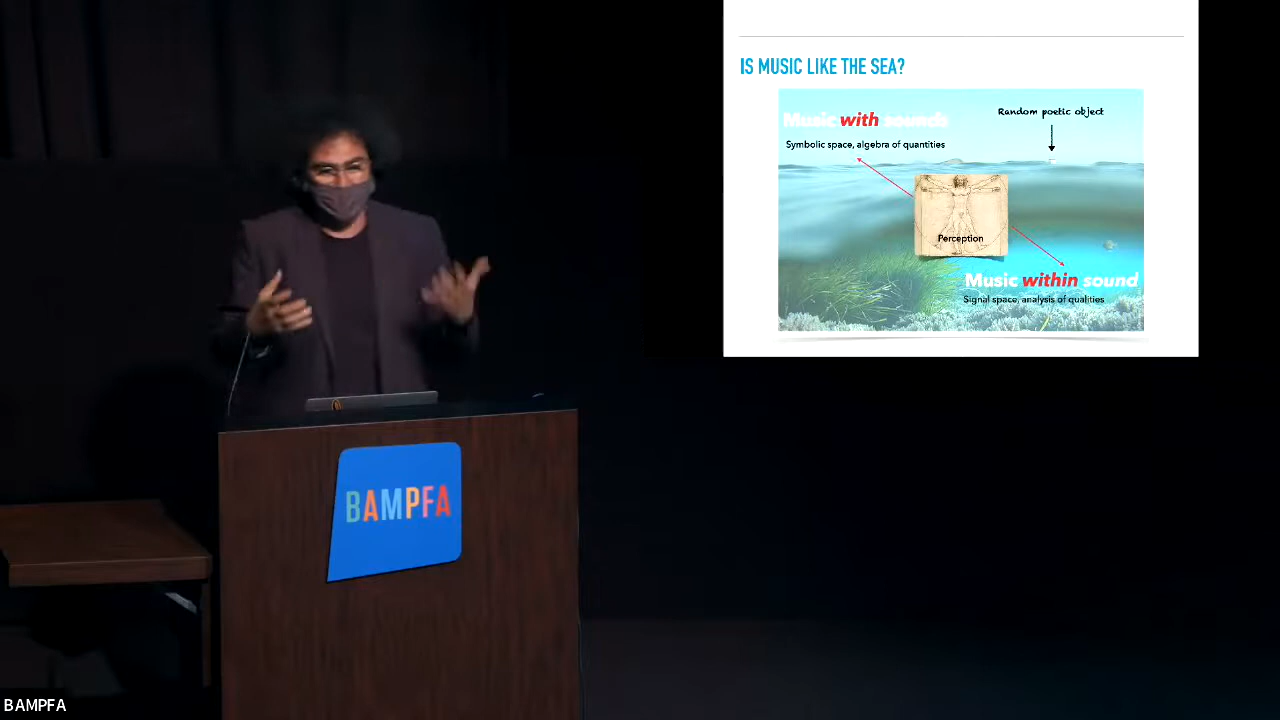 IS MUSIC LIKE THE SEA?
Music with sounds
Random poetic object
Symbolic space, algebra of quantities
Perception
Music within sound
Signal space, analysis of qualities
BAMPFA
BAMPFA